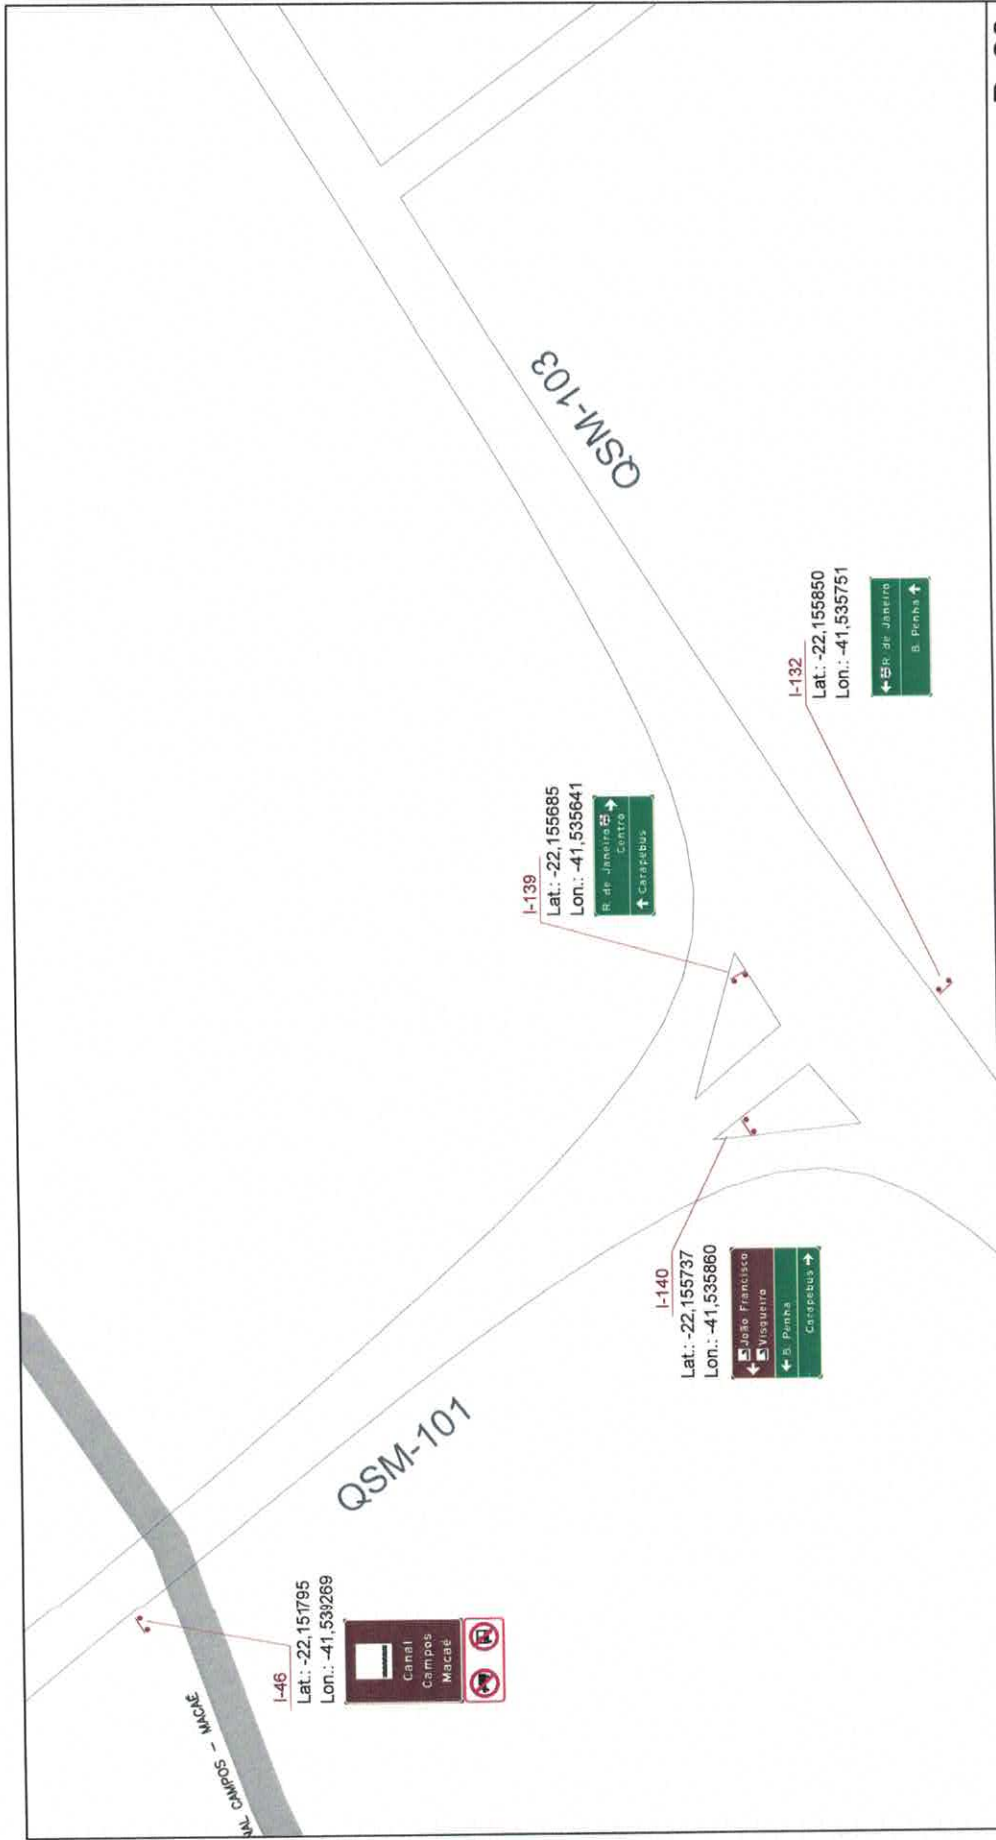 CAMPOS - MACAÉ
QSM-101
QSM-103
I-46
Lat.: -22,151795
Lon.: -41,539269
Canal
Campos
Macaé
I-140
Lat.: -22,155737
Lon.: -41,535860
João Francisco
Visgueiro
B. Penha
Carapebus
I-139
Lat.: -22,155685
Lon.: -41,535641
R. de Janeiro
Centro
Carapebus
I-132
Lat.: -22,155850
Lon.: -41,535751
R. de Janeiro
B. Penha